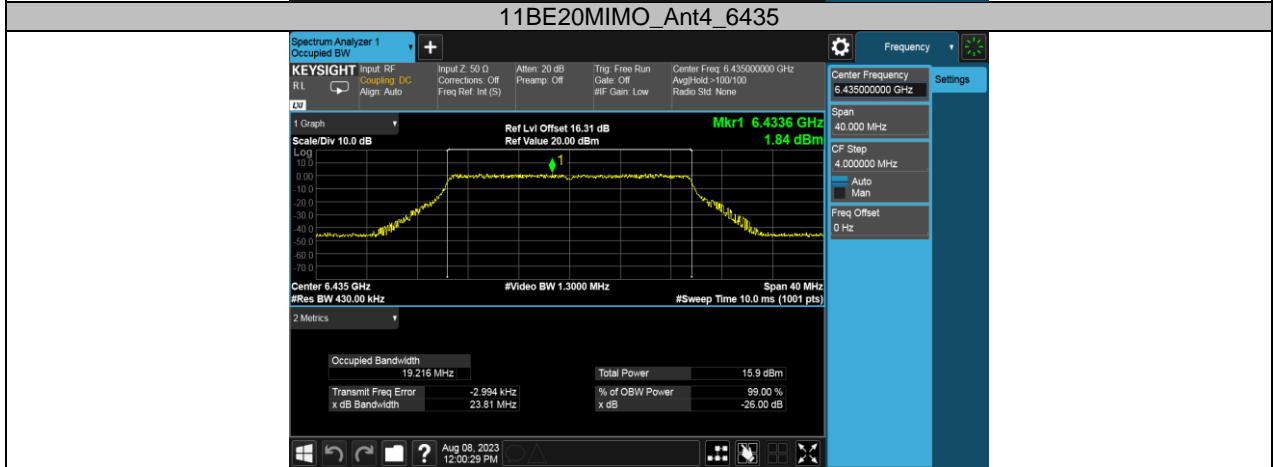 11BE20MIMO_Ant4_6435
Spectrum Analyzer 1
Occupied BW
+
Frequency
KEYSIGHT
RL
LXI
Input: RF
Coupling: DC
Align: Auto
Input Z: 50 Ω
Corrections: Off
Freq Ref: Int (S)
Atten: 20 dB
Preamp: Off
Trig: Free Run
Gate: Off
#IF Gain: Low
Center Freq: 6.435000000 GHz
Avg|Hold:>100/100
Radio Std: None
Center Frequency
6.435000000 GHz
Settings
Span
40.000 MHz
CF Step
4.000000 MHz
Auto
Man
Freq Offset
0 Hz
1 Graph
Scale/Div 10.0 dB
Ref Lvl Offset 16.31 dB
Ref Value 20.00 dBm
Mkr1 6.4336 GHz
1.84 dBm
Log
10.0
0.00
-10.0
-20.0
-30.0
-40.0
-50.0
-60.0
-70.0
1
Center 6.435 GHz
#Res BW 430.00 kHz
#Video BW 1.3000 MHz
Span 40 MHz
#Sweep Time 10.0 ms (1001 pts)
2 Metrics
Occupied Bandwidth
19.216 MHz
Total Power 15.9 dBm
Transmit Freq Error -2.994 kHz
% of OBW Power 99.00 %
x dB Bandwidth 23.81 MHz
x dB -26.00 dB
?
Aug 08, 2023
12:00:29 PM